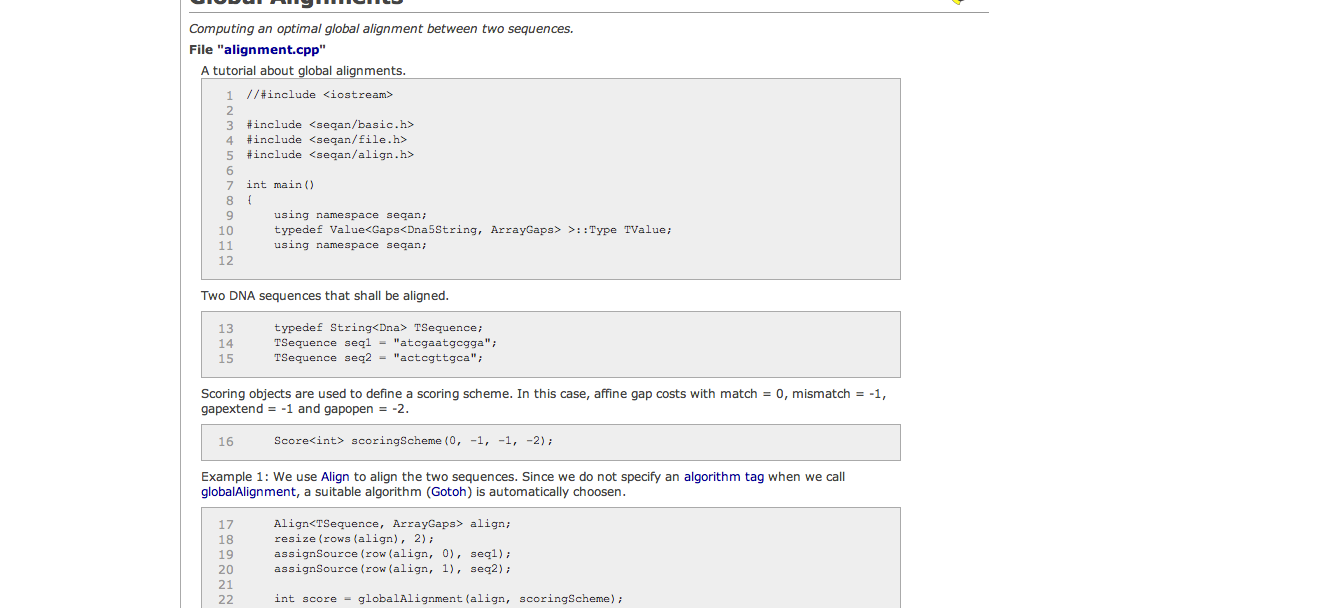 Global Alignments
Computing an optimal global alignment between two sequences.
File "alignment.cpp"
A tutorial about global alignments.
1 //#include <iostream>
2
3 #include <seqan/basic.h>
4 #include <seqan/file.h>
5 #include <seqan/align.h>
6
7 int main()
8 {
9 using namespace seqan;
10 typedef Value<Gaps<Dna5String, ArrayGaps> >::Type TValue;
11 using namespace seqan;
12
Two DNA sequences that shall be aligned.
13 typedef String<Dna> TSequence;
14 TSequence seq1 = "atcgaatgcgga";
15 TSequence seq2 = "actcgttgca";
Scoring objects are used to define a scoring scheme. In this case, affine gap costs with match = 0, mismatch = -1,
gapextend = -1 and gapopen = -2.
16 Score<int> scoringScheme(0, -1, -1, -2);
Example 1: We use Align to align the two sequences. Since we do not specify an algorithm tag when we call
globalAlignment, a suitable algorithm (Gotoh) is automatically choosen.
17 Align<TSequence, ArrayGaps> align;
18 resize(rows(align), 2);
19 assignSource(row(align, 0), seq1);
20 assignSource(row(align, 1), seq2);
21
22 int score = globalAlignment(align, scoringScheme);